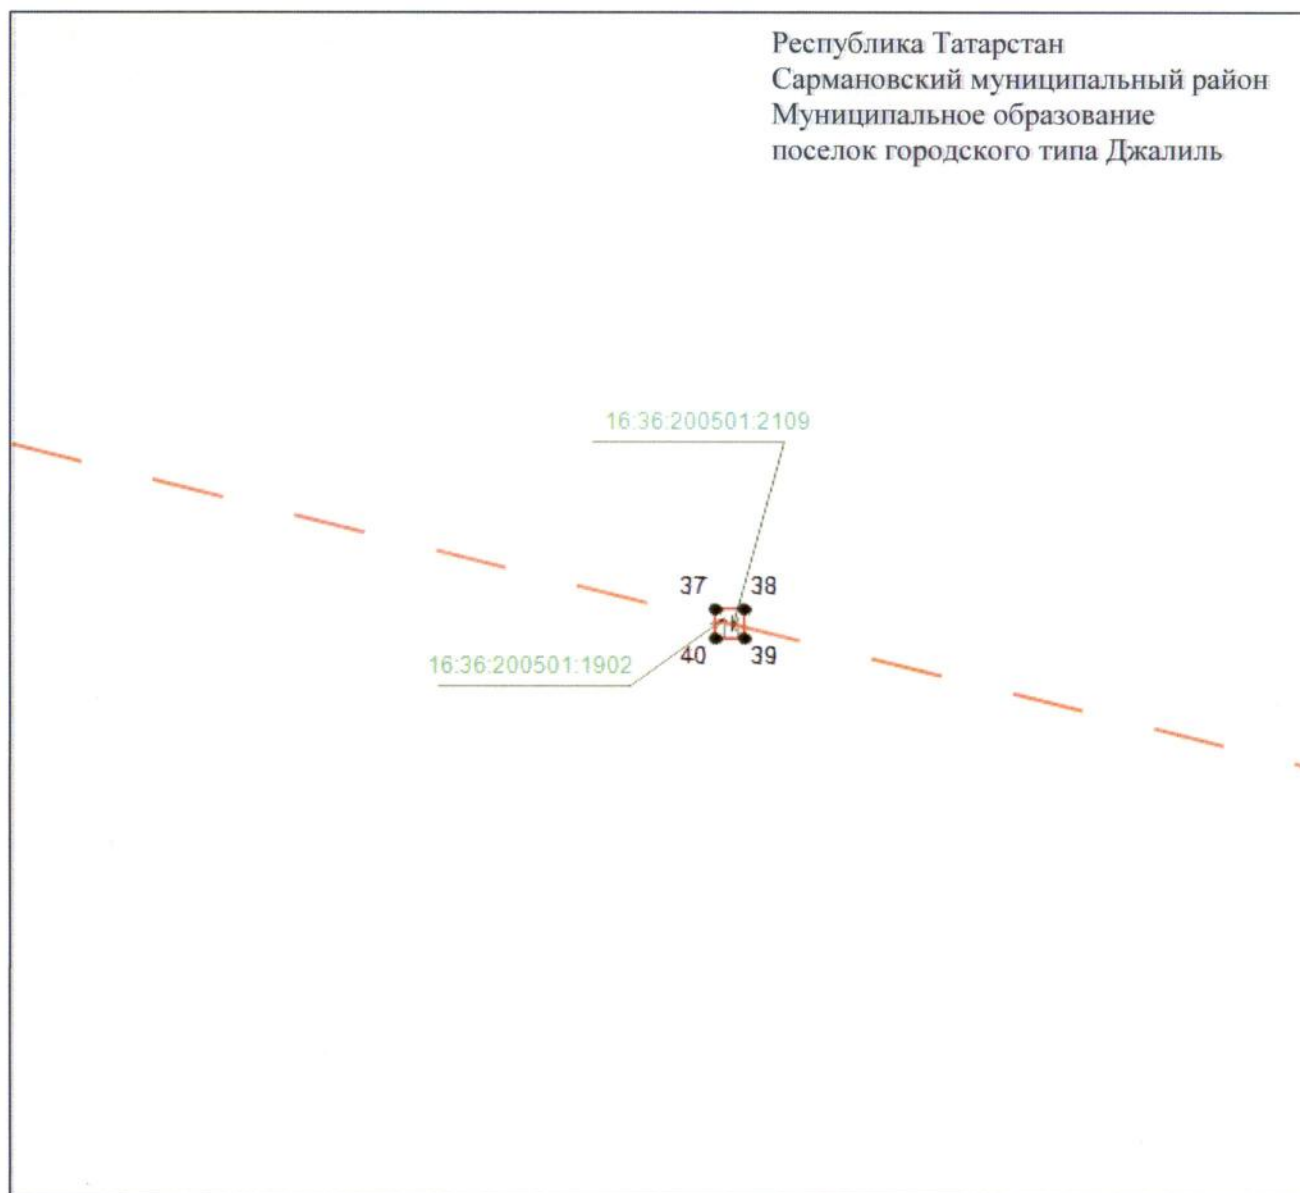 Республика Татарстан
Сармановский муниципальный район
Муниципальное образование
поселок городского типа Джалиль
16:36:200501:2109
37 38
40 39
16:36:200501:1902